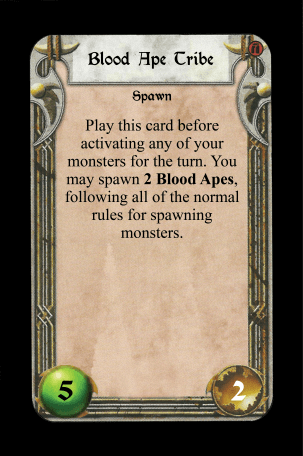 Blood Ape Tribe
Spawn
Play this card before
activating any of your
monsters for the turn. You
may spawn 2 Blood Apes,
following all of the normal
rules for spawning
monsters.
5
2